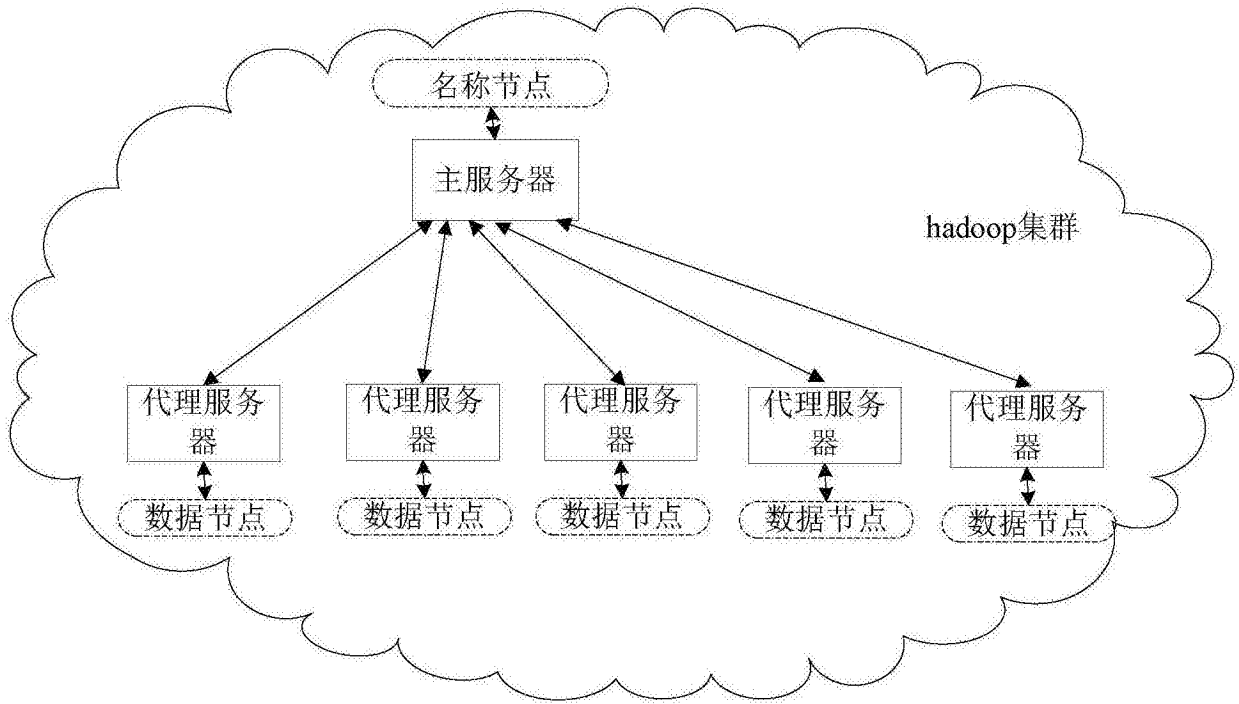 名称节点
主服务器
hadoop集群
代理服务
器
代理服务
器
代理服务
器
代理服务
器
代理服务
器
数据节点
数据节点
数据节点
数据节点
数据节点